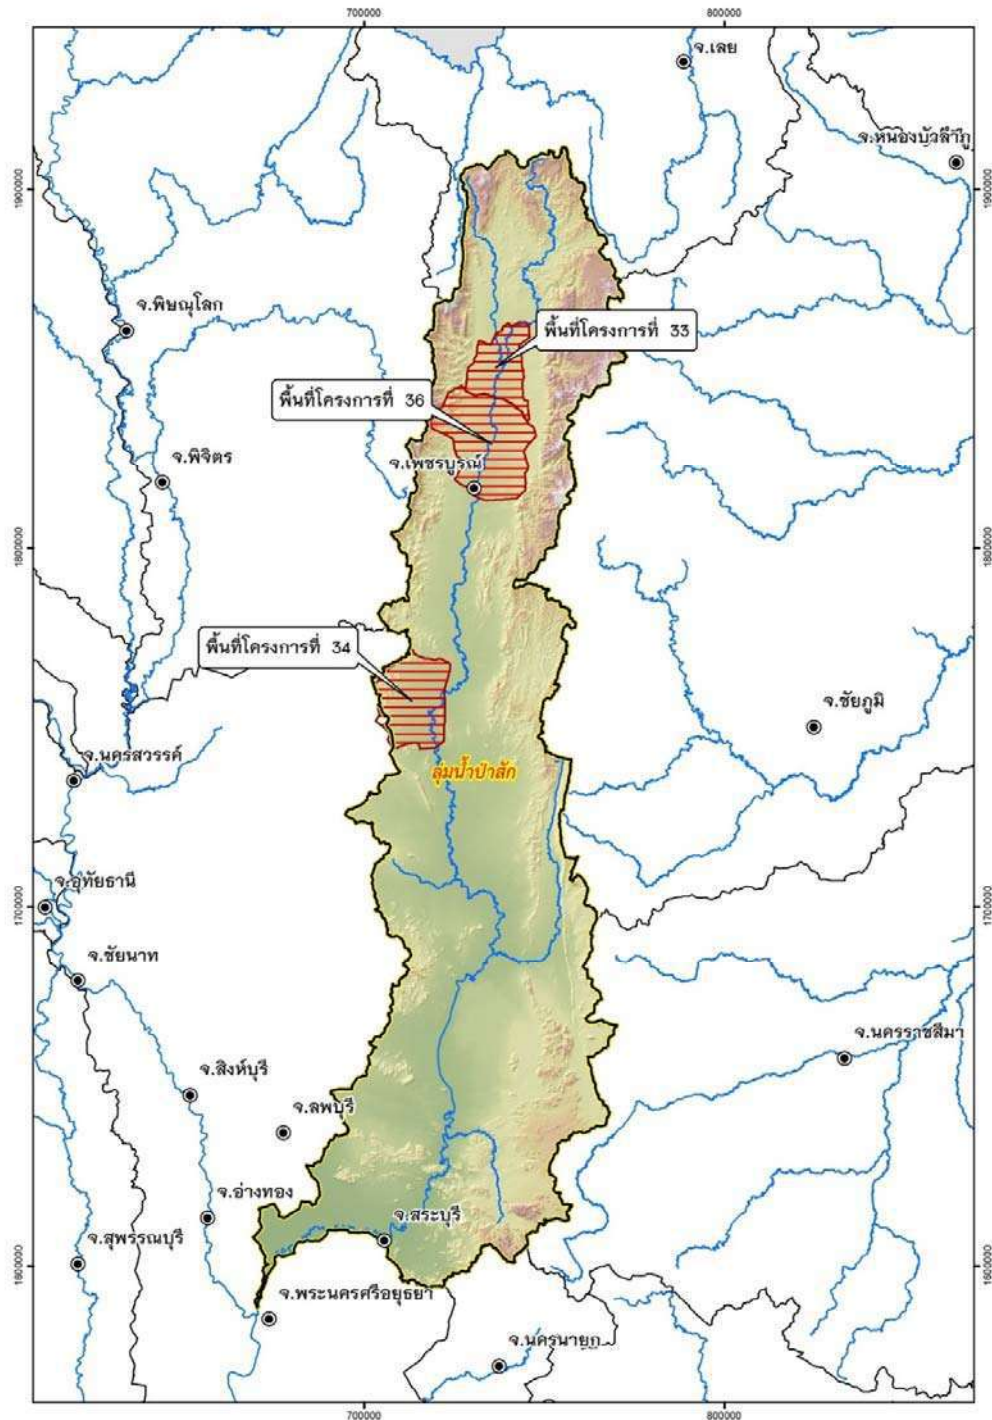 700000
800000
จ.เลย
จ.หนองบัวลำภู
1900000
1900000
จ.พิษณุโลก
พื้นที่โครงการที่ 33
พื้นที่โครงการที่ 36
จ.พิจิตร
จ.เพชรบูรณ์
1800000
1800000
พื้นที่โครงการที่ 34
จ.ชัยภูมิ
จ.นครสวรรค์
ลุ่มน้ำป่าสัก
จ.อุทัยธานี
1700000
1700000
จ.ชัยนาท
จ.นครราชสีมา
จ.สิงห์บุรี
จ.ลพบุรี
จ.อ่างทอง
จ.สระบุรี
จ.สุพรรณบุรี
1600000
1600000
จ.พระนครศรีอยุธยา
จ.นครนายก
700000
800000